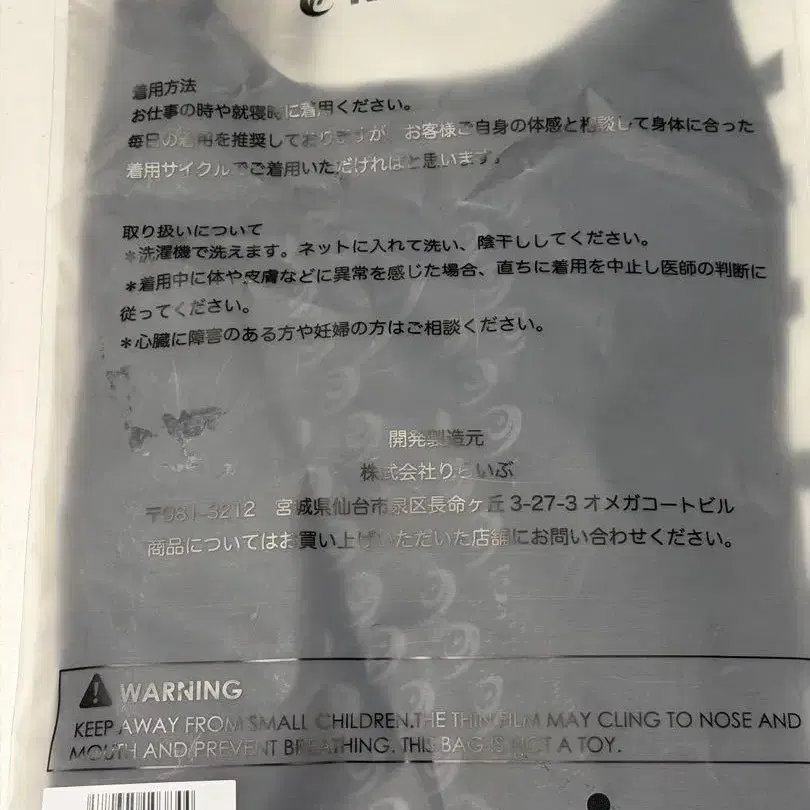 着用方法
お仕事の時や就寝時に着用ください。
毎日の着用を推奨しておりますが、お客様ご自身の体感と相談して身体に合った
着用サイクルでご着用いただければと思います。
取り扱いについて
＊洗濯機で洗えます。ネットに入れて洗い、陰干ししてください。
＊着用中に体や皮膚などに異常を感じた場合、直ちに着用を中止し医師の判断に
従ってください。
＊心臓に障害のある方や妊婦の方はご相談ください。
開発製造元
株式会社りらいぶ
〒981-3212 宮城県仙台市泉区長命ヶ丘3-27-3オメガコートビル
商品についてはお買い上げいただいた店舗にお問い合わせください。
WARNING
KEEP AWAY FROM SMALL CHILDREN.THE THIN FILM MAY CLING TO NOSE AND
MOUTH AND PREVENT BREATHING. THIS BAG IS NOT A TOY.